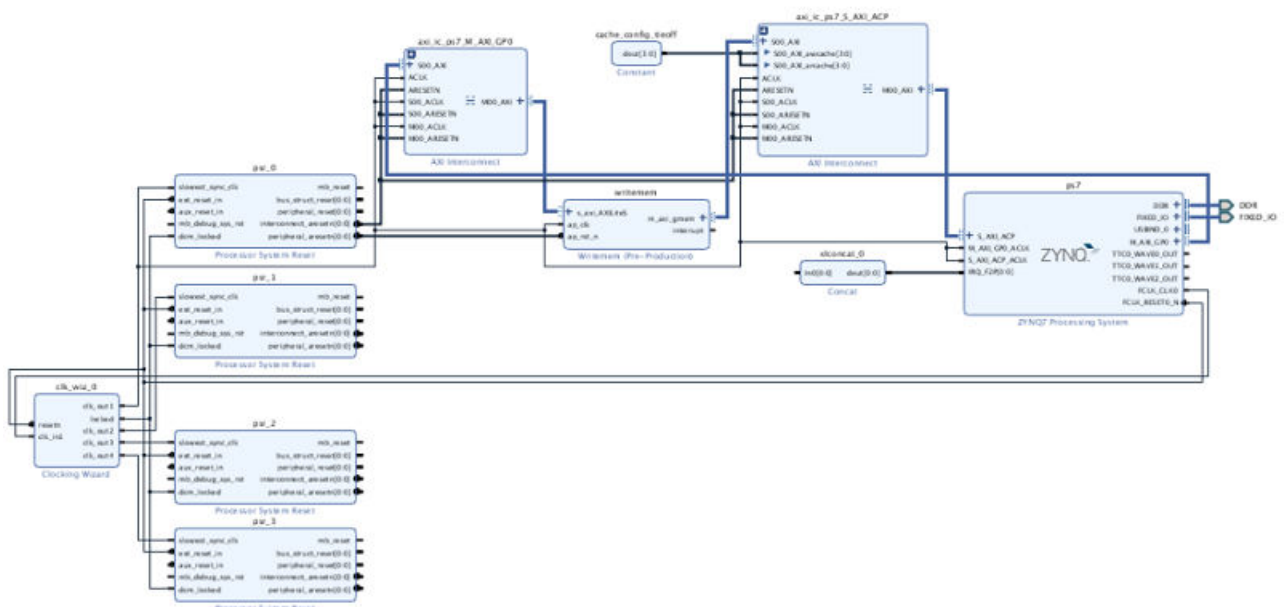 axi_ic_ps7_S_AXI_ACP
S00_AXI
S00_AXI_awcache[3:0]
S00_AXI_arcache[3:0]
ACLK
ARESETN
S00_ACLK
S00_ARESETN
M00_ACLK
M00_ARESETN
M00_AXI
AXI Interconnect
cache_config_tieoff
dout[3:0]
Constant
axi_ic_ps7_M_AXI_GP0
S00_AXI
ACLK
ARESETN
S00_ACLK
S00_ARESETN
M00_ACLK
M00_ARESETN
M00_AXI
AXI Interconnect
psr_0
slowest_sync_clk
ext_reset_in
aux_reset_in
mb_debug_sys_rst
dcm_locked
mb_reset
bus_struct_reset[0:0]
peripheral_reset[0:0]
interconnect_aresetn[0:0]
peripheral_aresetn[0:0]
Processor System Reset
writemem
s_axi_AXILiteS
ap_clk
ap_rst_n
m_axi_gmem
interrupt
Writemem (Pre-Production)
ps7
S_AXI_ACP
M_AXI_GP0_ACLK
S_AXI_ACP_ACLK
IRQ_F2P[0:0]
ZYNQ
DDR
FIXED_IO
USBIND_0
M_AXI_GP0
TTC0_WAVE0_OUT
TTC0_WAVE1_OUT
TTC0_WAVE2_OUT
FCLK_CLK0
FCLK_RESET0_N
ZYNQ7 Processing System
DDR
FIXED_IO
xlconcat_0
In0[0:0]
dout[0:0]
Concat
psr_1
slowest_sync_clk
ext_reset_in
aux_reset_in
mb_debug_sys_rst
dcm_locked
mb_reset
bus_struct_reset[0:0]
peripheral_reset[0:0]
interconnect_aresetn[0:0]
peripheral_aresetn[0:0]
Processor System Reset
clk_wiz_0
resetn
clk_in1
clk_out1
locked
clk_out2
clk_out3
clk_out4
Clocking Wizard
psr_2
slowest_sync_clk
ext_reset_in
aux_reset_in
mb_debug_sys_rst
dcm_locked
mb_reset
bus_struct_reset[0:0]
peripheral_reset[0:0]
interconnect_aresetn[0:0]
peripheral_aresetn[0:0]
Processor System Reset
psr_3
slowest_sync_clk
ext_reset_in
aux_reset_in
mb_debug_sys_rst
dcm_locked
mb_reset
bus_struct_reset[0:0]
peripheral_reset[0:0]
interconnect_aresetn[0:0]
peripheral_aresetn[0:0]
Processor System Reset